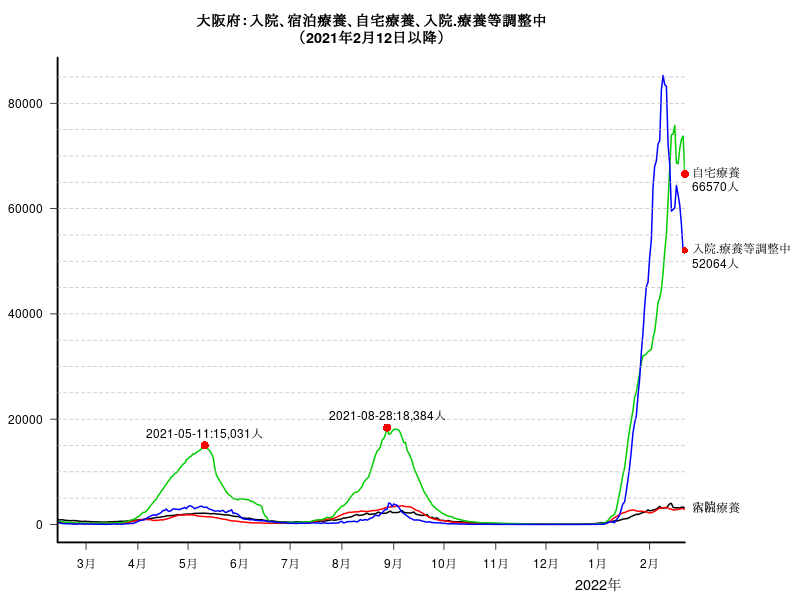 大阪府：入院、宿泊療養、自宅療養、入院.療養等調整中
（2021年2月12日以降）
80000
60000
40000
20000
0
自宅療養
66570人
入院.療養等調整中
52064人
2021-05-11:15,031人
2021-08-28:18,384人
療養
3月
4月
5月
6月
7月
8月
9月
10月
11月
12月
1月
2月
2022年